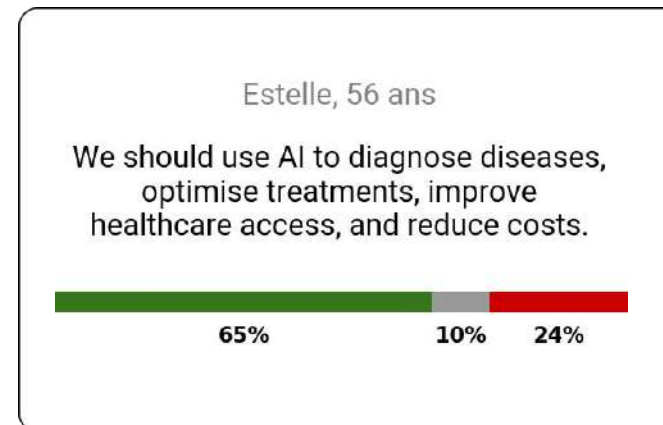 Estelle, 56 ans
We should use AI to diagnose diseases,
optimise treatments, improve
healthcare access, and reduce costs.
65% 10% 24%